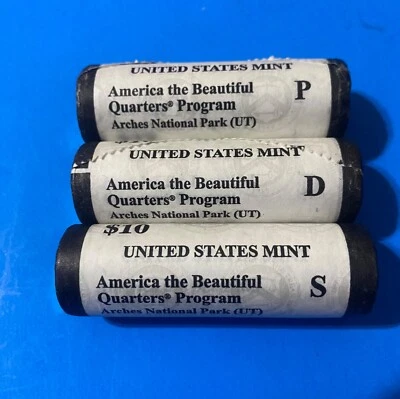 UNITED STATES MINT
America the Beautiful
Quarters® Program
P
Arches National Park (UT)
UNITED STATES MINT
America the Beautiful
Quarters® Program
D
Arches National Park (UT)
$10
UNITED STATES MINT
America the Beautiful
Quarters® Program
S
Arches National Park (UT)